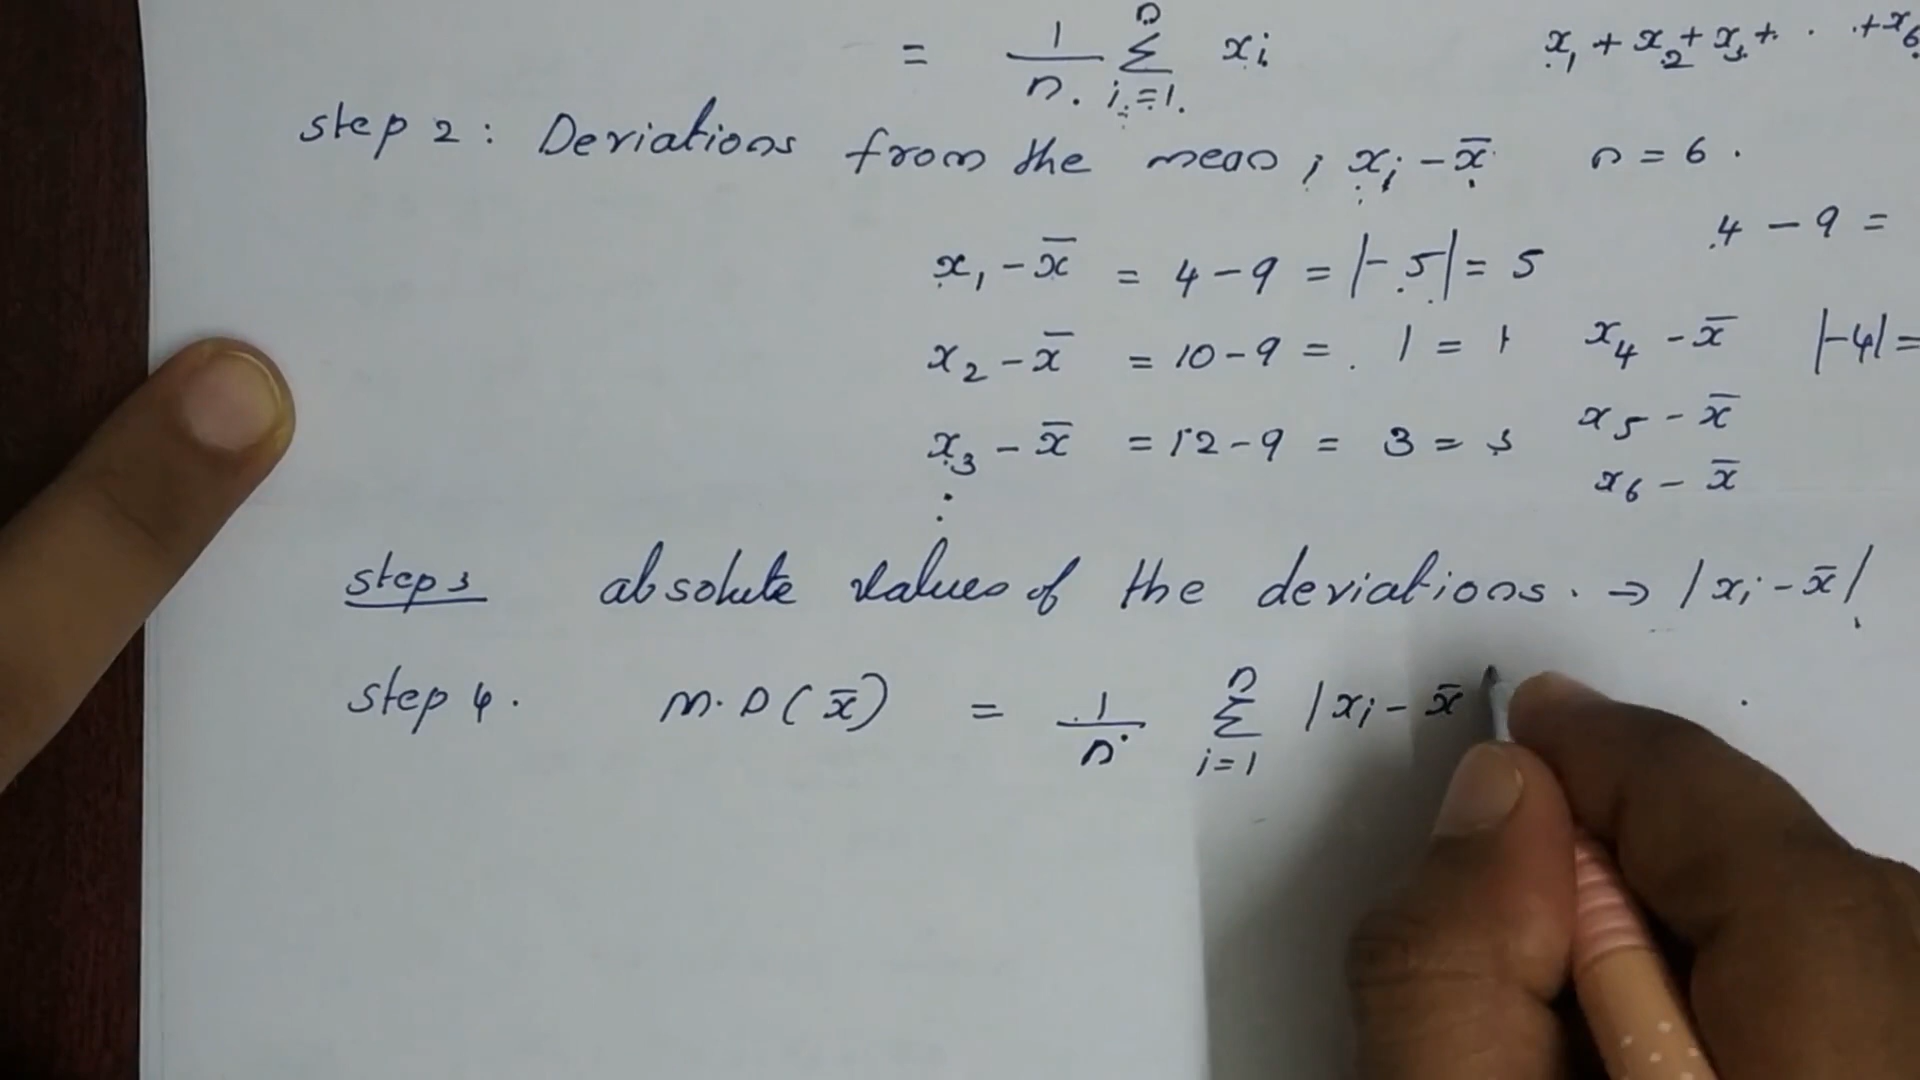 = 1/n. n Σ i=1. xi x₁ + x₂ + x₃ + . . + x₆
step 2 : Deviations from the mean ; xi - x̄ n = 6 .
4 - 9 =
x₁ - x̄ = 4 - 9 = |- 5| = 5
x₂ - x̄ = 10 - 9 = 1 = 1 x₄ - x̄ |-4| =
x₃ - x̄ = 12 - 9 = 3 = 3 x₅ - x̄
x₆ - x̄
:
step 3 absolute values of the deviations . → |xi - x̄|
step 4 . M.D ( x̄ ) = 1/n n Σ i=1 |xi - x̄